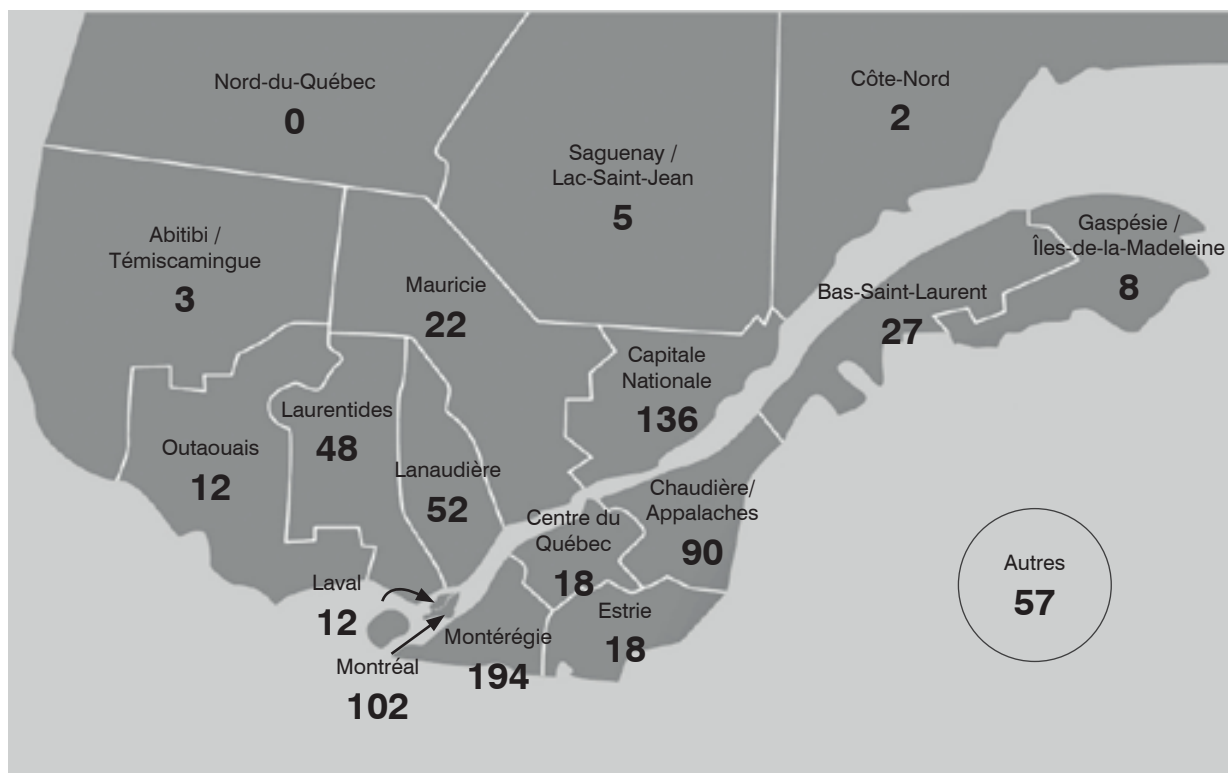 Nord-du-Québec
0
Côte-Nord
2
Saguenay /
Lac-Saint-Jean
5
Abitibi /
Témiscamingue
3
Gaspésie /
Îles-de-la-Madeleine
8
Mauricie
22
Bas-Saint-Laurent
27
Capitale
Nationale
136
Laurentides
48
Outaouais
12
Lanaudière
52
Chaudière/
Appalaches
90
Centre du
Québec
18
Autres
57
Laval
12
Estrie
18
Montérégie
194
Montréal
102